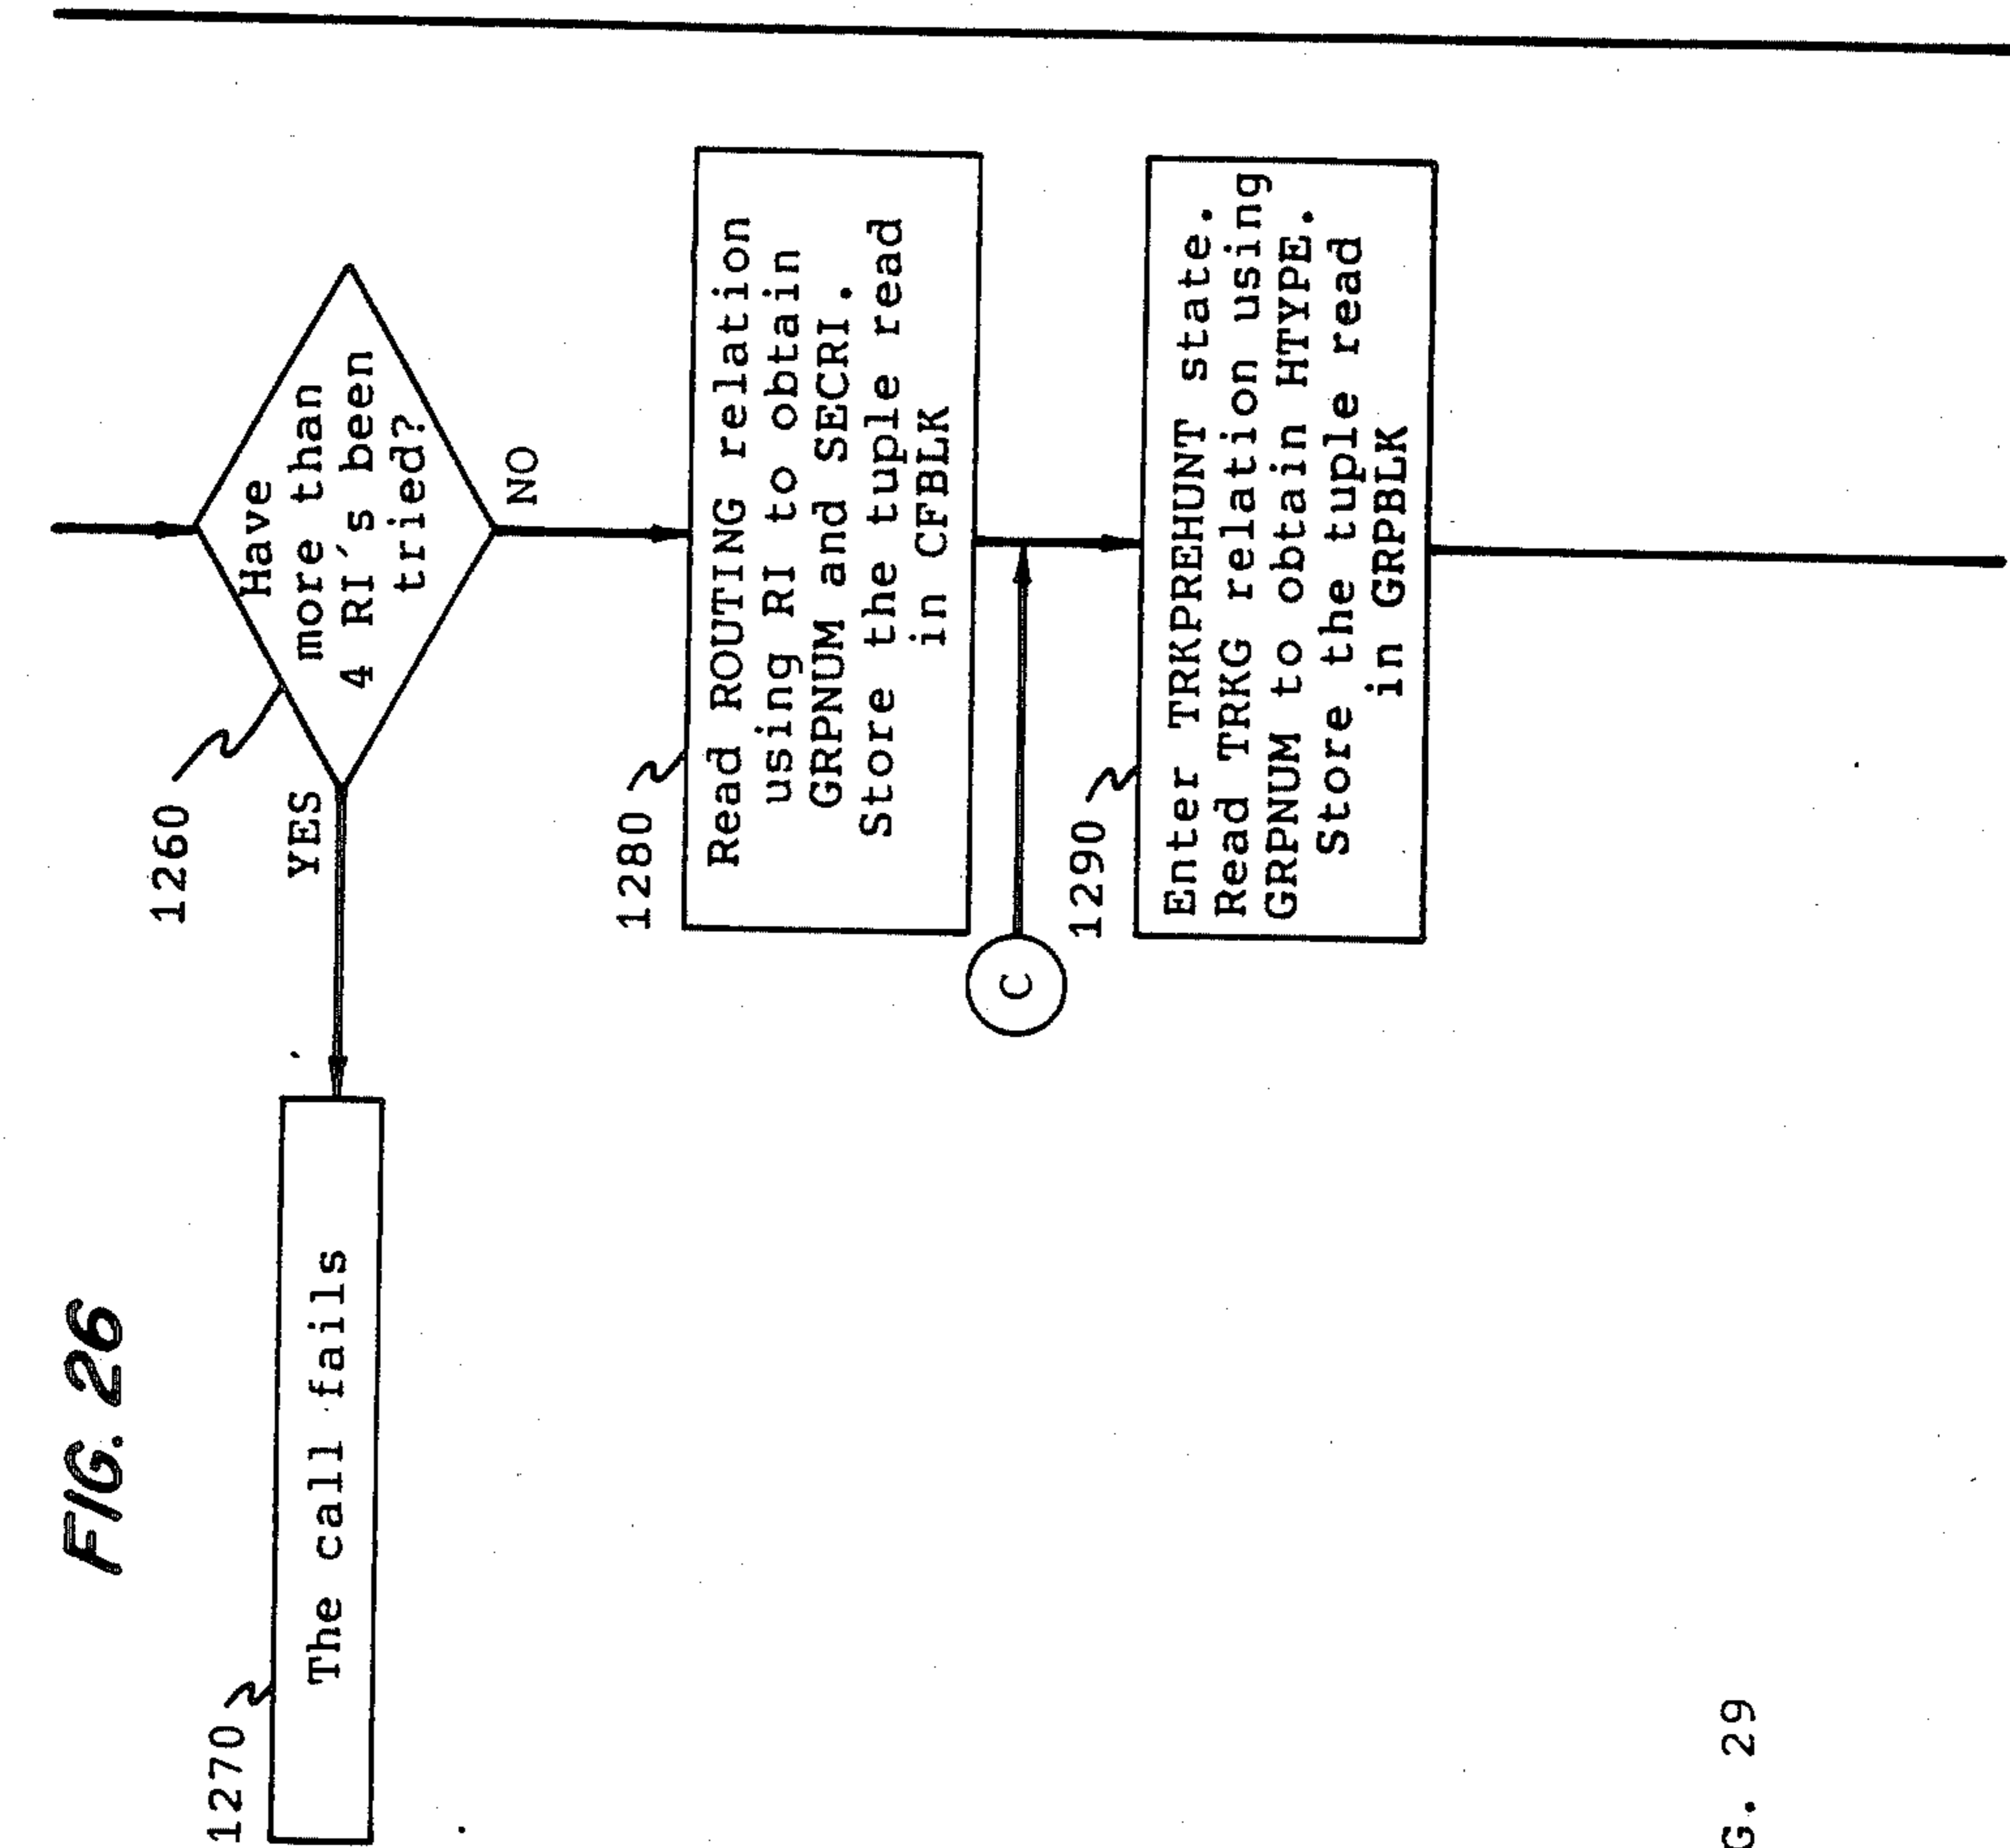 FIG. 26
1260
Have
more than
4 RI's been
tried?
YES
NO
1270
The call fails
1280
Read ROUTING relation
using RI to obtain
GRPNUM and SECRI.
Store the tuple read
in CFBLK
C
1290
Enter TRKPREHUNT state.
Read TRKG relation using
GRPNUM to obtain HTYPE.
Store the tuple read
in GRPBLK
G. 29